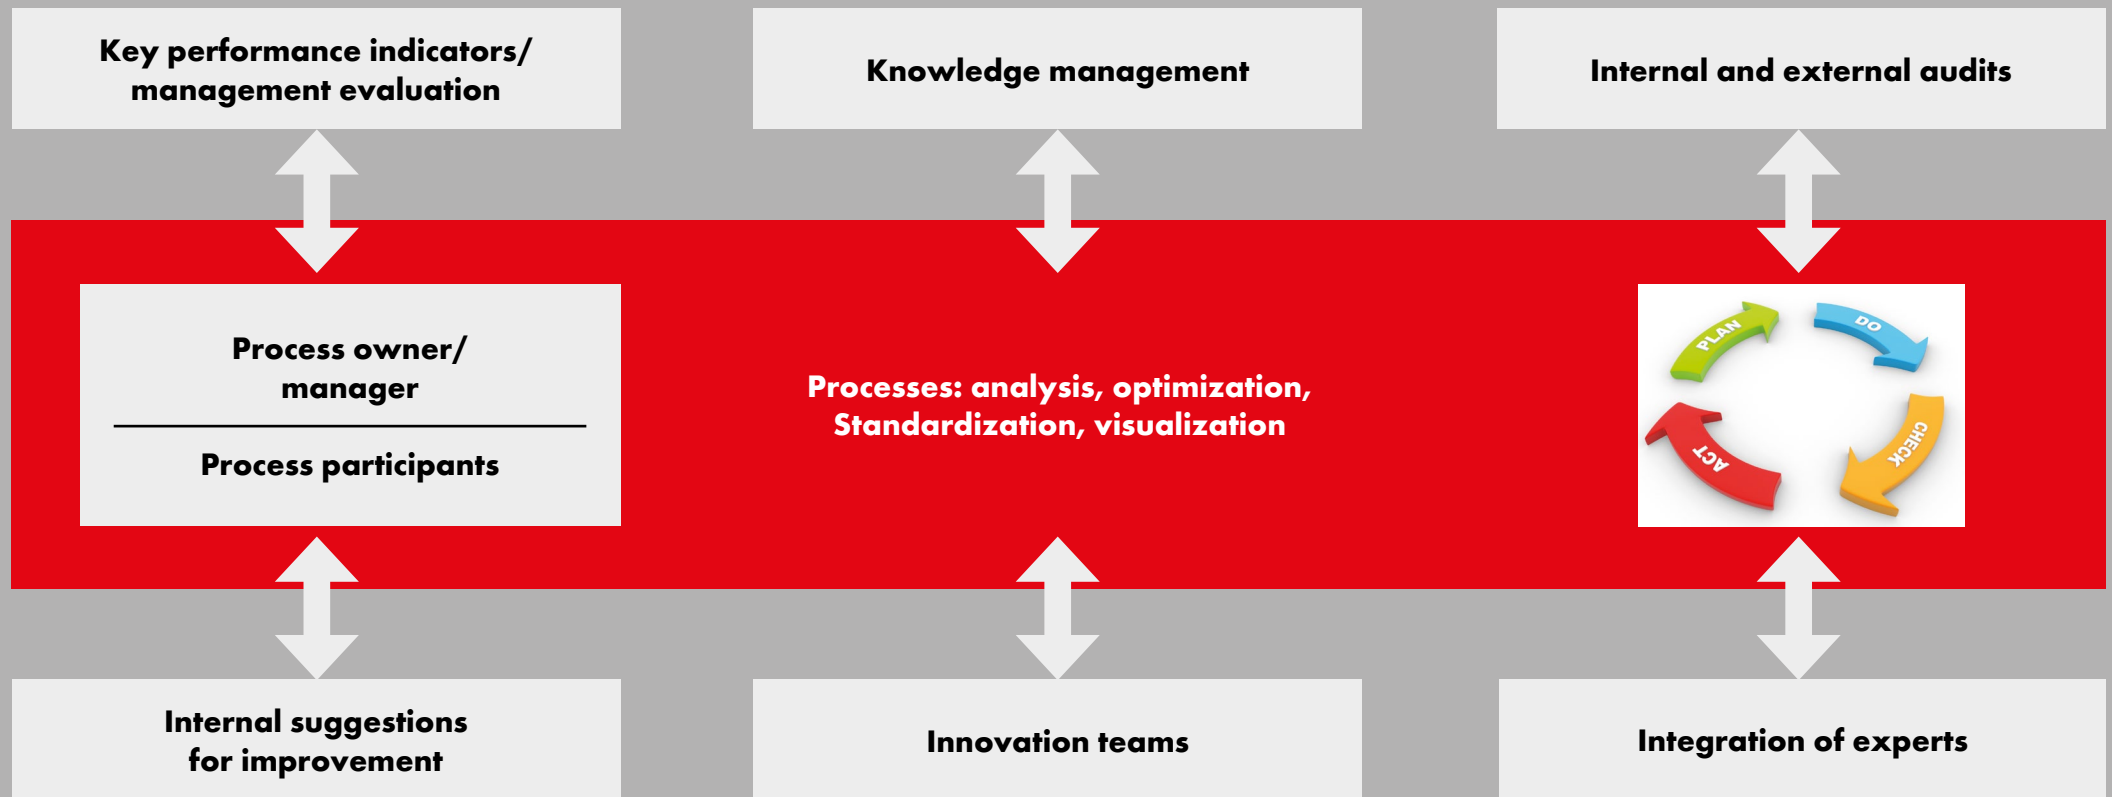 Key performance indicators/
management evaluation
Knowledge management
Internal and external audits
Process owner/
manager
Process participants
Processes: analysis, optimization,
Standardization, visualization
PLAN
DO
CHECK
ACT
Internal suggestions
for improvement
Innovation teams
Integration of experts